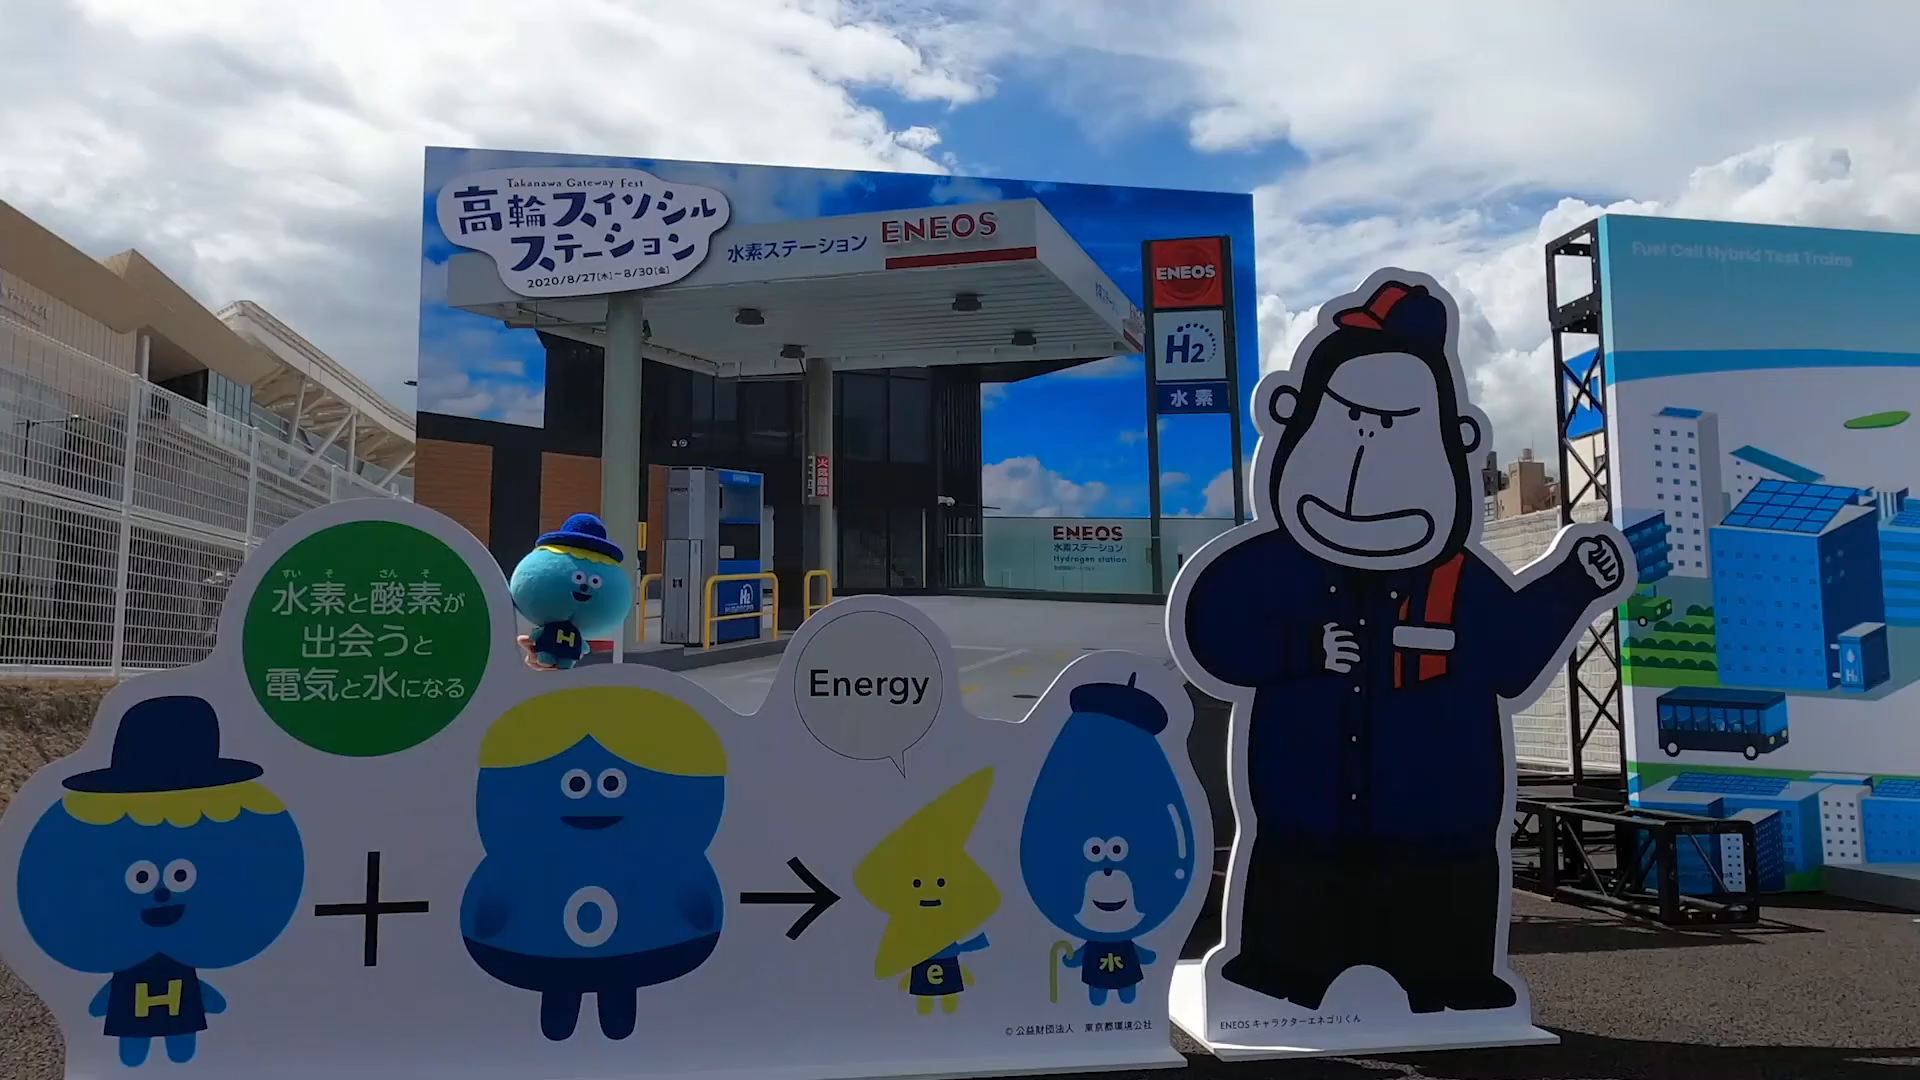 Takanawa Gateway Fest
高輪スイソシル
ステーション
2020/8/27[木]~8/30[金]
水素ステーション ENEOS
ENEOS
H2
水素
Fuel Cell Hybrid Test Trains
火気厳禁
ENEOS
水素ステーション
Hydrogen station
すいそ さんそ
水素と酸素が
出会うと
電気と水になる
H
H2
Energy
H2
H
+
O
→
e
水
© 公益財団法人 東京都環境公社
ENEOS キャラクターエネゴリくん